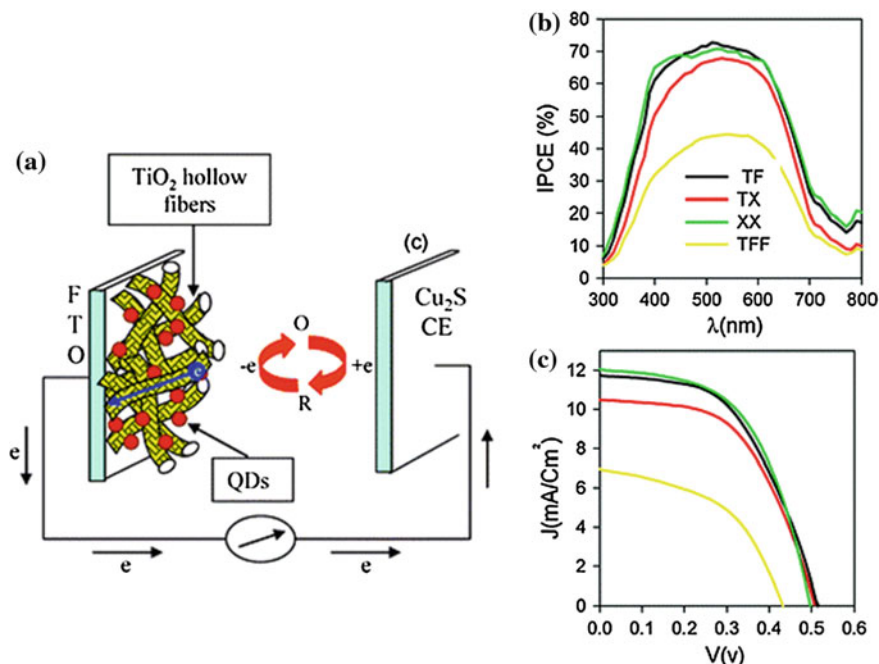 (a)
TiO₂ hollow
fibers
F
T
O
e
-e
O
R
+e
(c)
Cu₂S
CE
QDs
e
e
e
(b)
80
70
60
50
40
30
20
10
0
IPCE (%)
TF
TX
XX
TFF
300 400 500 600 700 800
λ(nm)
(c)
12
10
8
6
4
2
0
J(mA/Cm²
0.0 0.1 0.2 0.3 0.4 0.5 0.6
V(v)